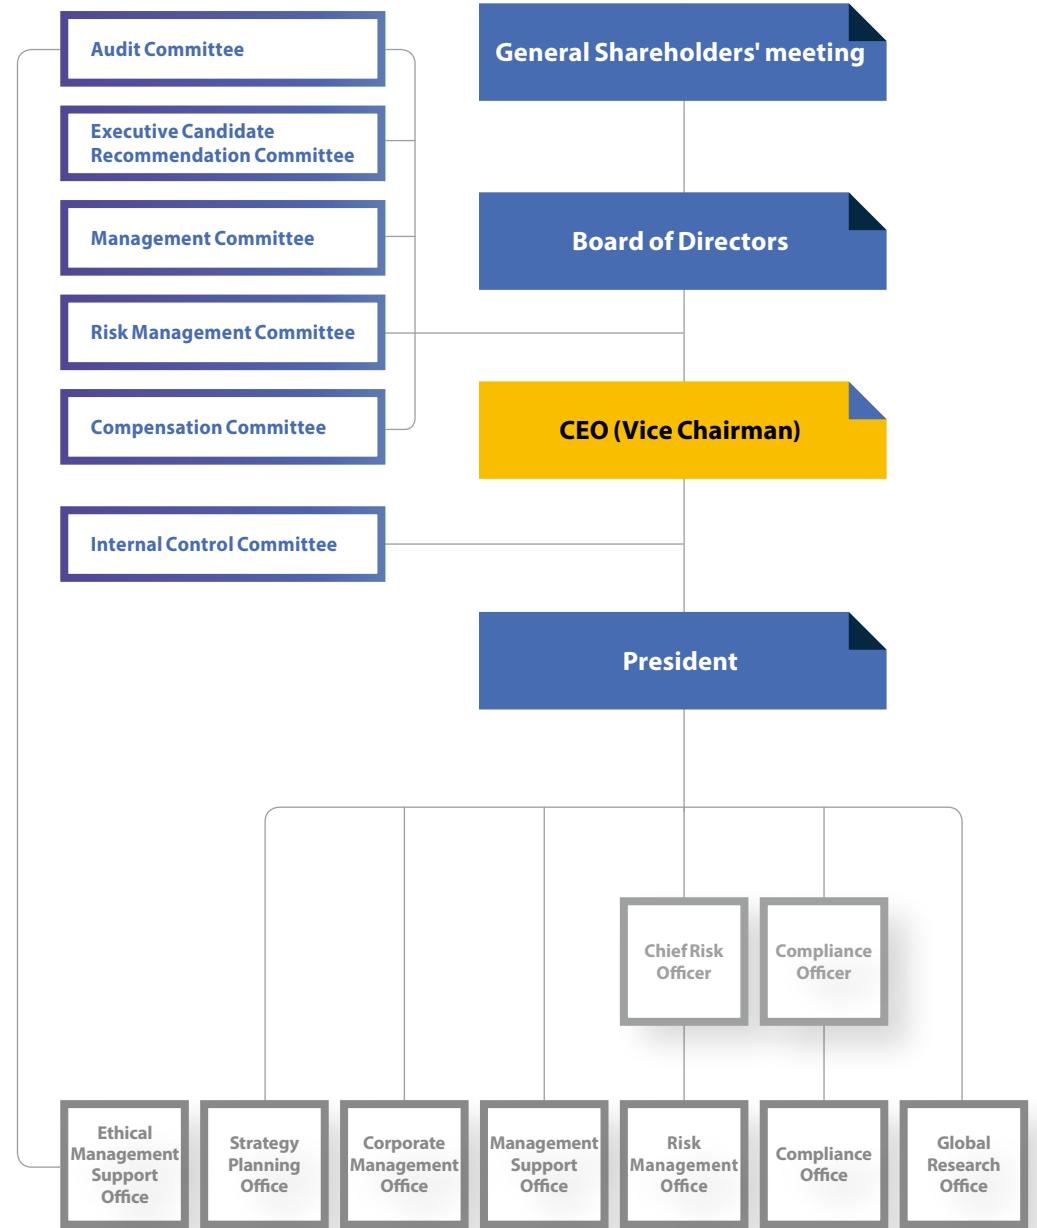 Audit Committee
General Shareholders' meeting
Executive Candidate
Recommendation Committee
Management Committee
Board of Directors
Risk Management Committee
Compensation Committee
CEO (Vice Chairman)
Internal Control Committee
President
Chief Risk
Officer
Compliance
Officer
Ethical
Management
Support
Office
Strategy
Planning
Office
Corporate
Management
Office
Management
Support
Office
Risk
Management
Office
Compliance
Office
Global
Research
Office